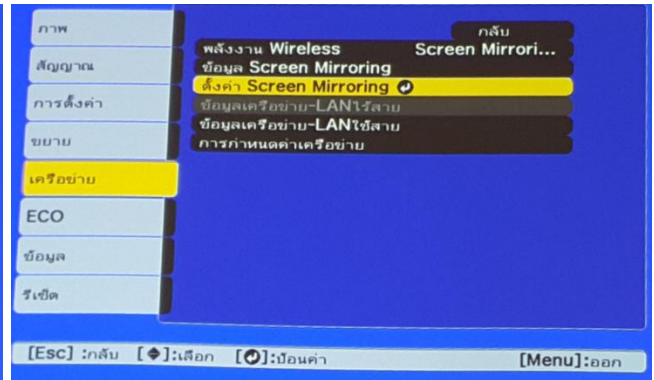 ภาพ
สัญญาณ
การตั้งค่า
ขยาย
เครือข่าย
ECO
ข้อมูล
รีเซ็ต
กลับ
พลังงาน Wireless Screen Mirrori...
ข้อมูล Screen Mirroring
ตั้งค่า Screen Mirroring
ข้อมูลเครือข่าย-LANไร้สาย
ข้อมูลเครือข่าย-LANใช้สาย
การกำหนดค่าเครือข่าย
[Esc] :กลับ [ ]:เลือก [ ]:ป้อนค่า [Menu]:ออก